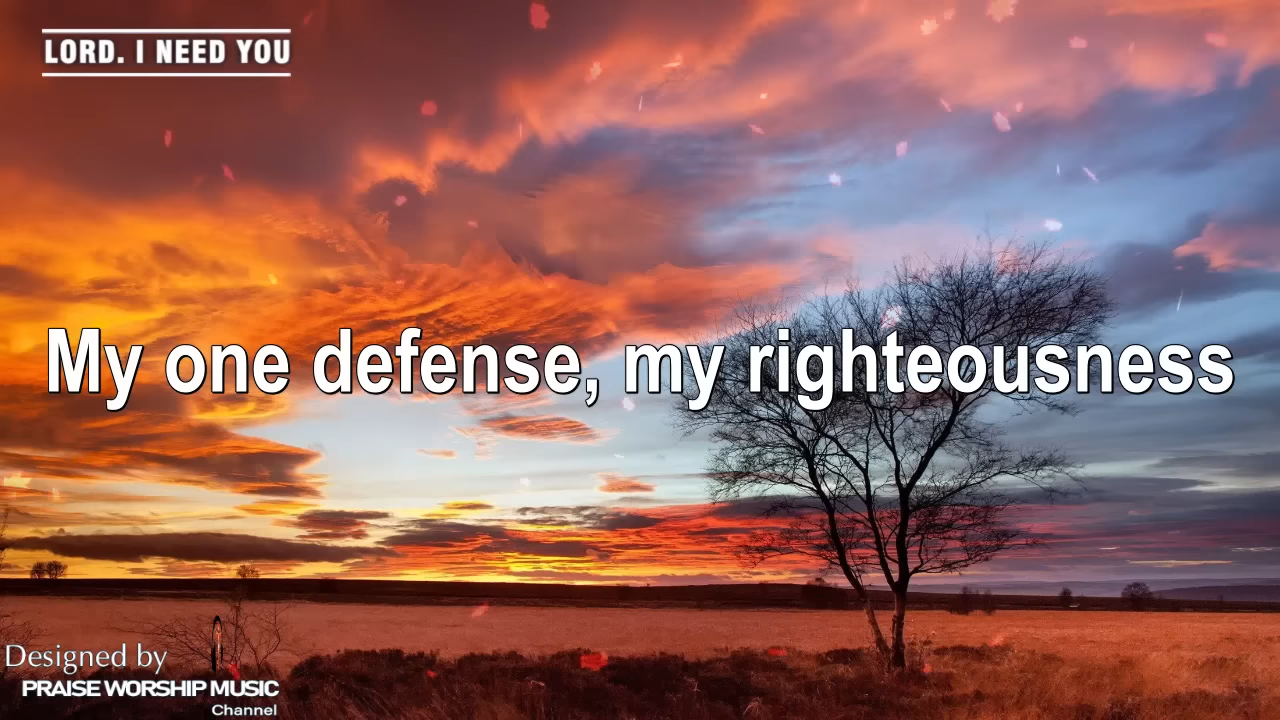 LORD. I NEED YOU
My one defense, my righteousness
Designed by
PRAISE WORSHIP MUSIC
Channel